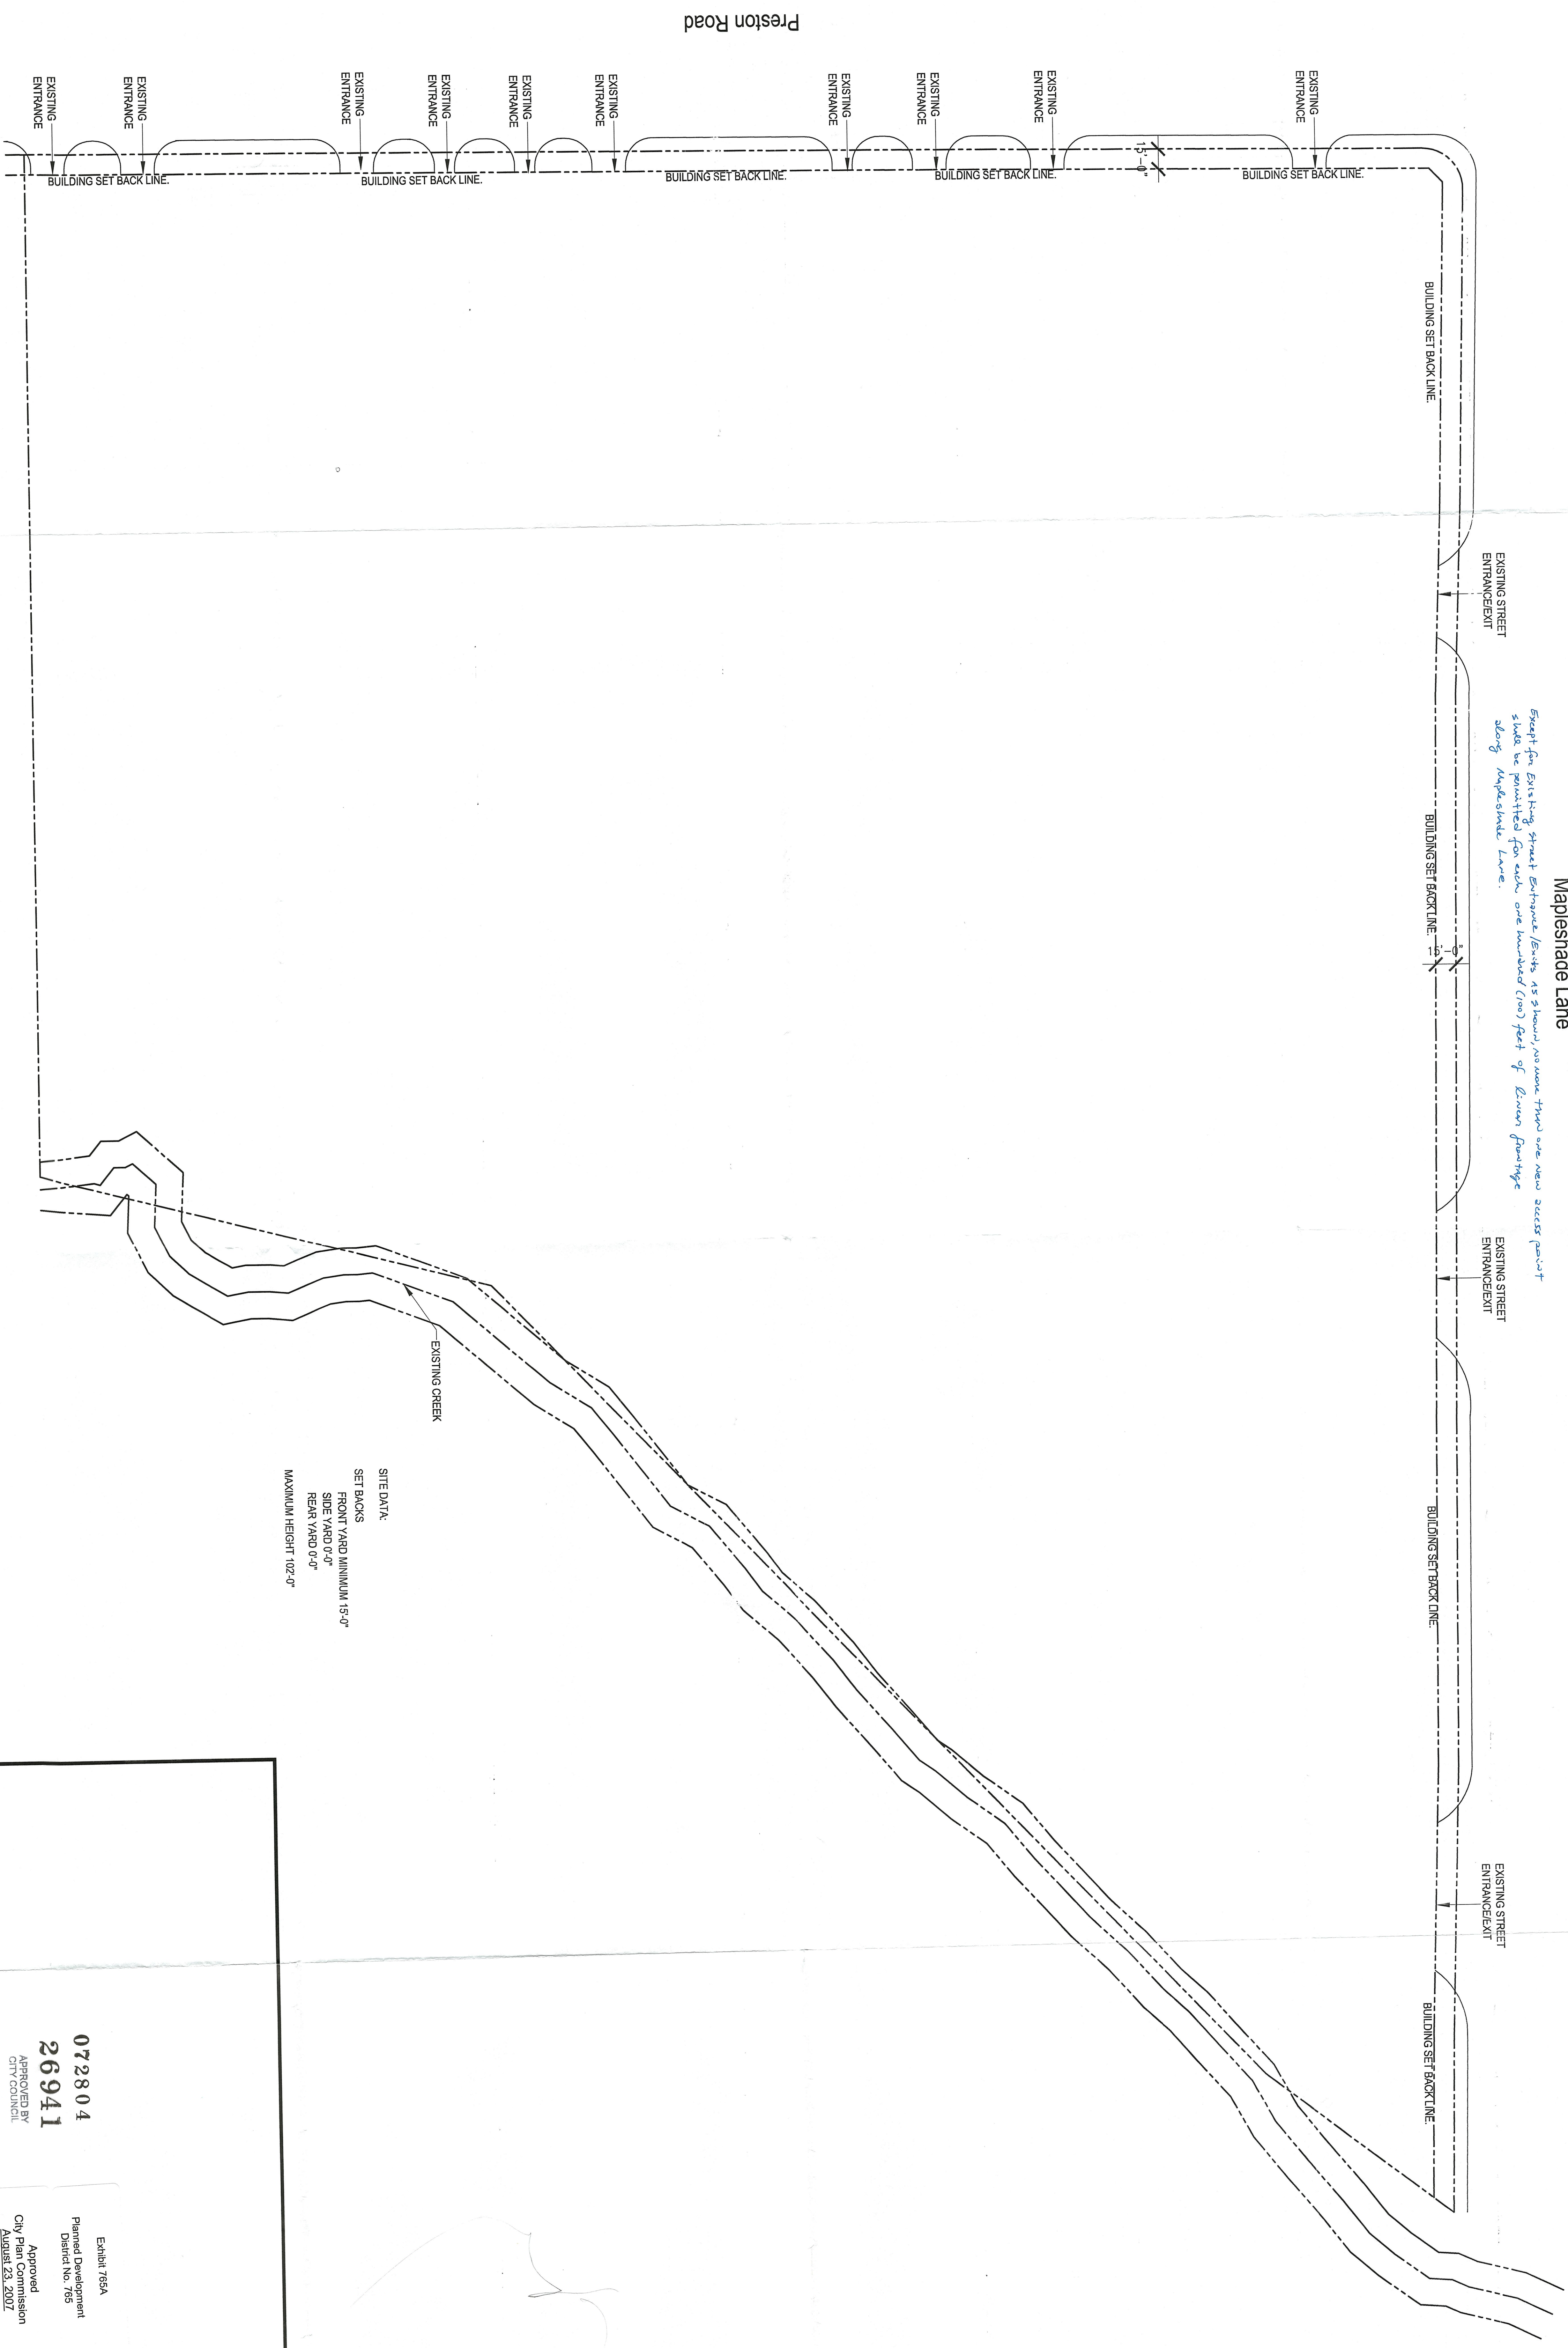 Preston Road
EXISTING
ENTRANCE
EXISTING
ENTRANCE
EXISTING
ENTRANCE
EXISTING
ENTRANCE
EXISTING
ENTRANCE
EXISTING
ENTRANCE
EXISTING
ENTRANCE
EXISTING
ENTRANCE
EXISTING
ENTRANCE
EXISTING
ENTRANCE
BUILDING SET BACK LINE.
BUILDING SET BACK LINE.
BUILDING SET BACK LINE.
BUILDING SET BACK LINE.
BUILDING SET BACK LINE.
15'-0"
Mapleshade Lane
Except for Existing Street Entrance/Exits as shown, no more than one new access point
shall be permitted for each one hundred (100) feet of linear frontage
along Mapleshade Lane.
EXISTING STREET
ENTRANCE/EXIT
EXISTING STREET
ENTRANCE/EXIT
EXISTING STREET
ENTRANCE/EXIT
BUILDING SET BACK LINE.
BUILDING SET BACK LINE.
15'-0"
BUILDING SET BACK LINE.
BUILDING SET BACK LINE.
EXISTING CREEK
SITE DATA:
SET BACKS
FRONT YARD MINIMUM 15'-0"
SIDE YARD 0'-0"
REAR YARD 0'-0"
MAXIMUM HEIGHT 102'-0"
072804
26941
APPROVED BY
CITY COUNCIL
Exhibit 765A
Planned Development
District No. 765
Approved
City Plan Commission
August 23, 2007